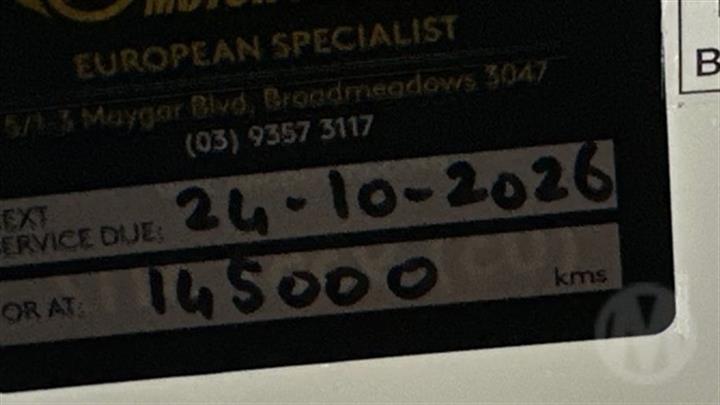 EUROPEAN SPECIALIST
5/1-3 Maygar Blvd, Broadmeadows 3047
(03) 9357 3117
SERVICE DUE: 24-10-2026
OR AT: 145000 kms
B
M